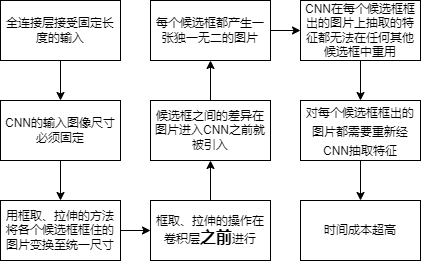 全连接层接受固定
长度的输入
CNN的输入图像尺寸
必须固定
用框取、拉伸的方法
将各个候选框框住的
图片变换至统一尺寸
框取、拉伸的操作在
卷积层之前进行
候选框之间的差异在
图片进入CNN之前就
被引入
每个候选框都产生一
张独一无二的图片
CNN在每个候选框框
出的图片上抽取的特
征都无法在任何其他
候选框中重用
对每个候选框框出的
图片都需要重新经
CNN抽取特征
时间成本超高